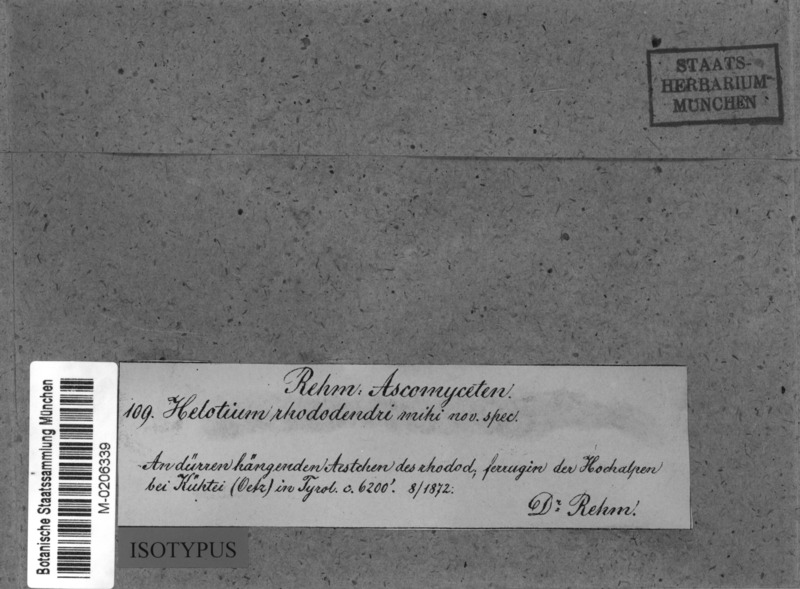 STAATS-
HERBARIUM
MÜNCHEN
Rehm: Ascomyceten.
109. Helotium rhododendri mihi nov. spec.
An dürren hängenden Aestchen des rhodod, ferrugin der Hochalpen
bei Kühtei (Oetz) in Tyrol. c. 6200'. 8/1872.
Dr. Rehm.
Botanische Staatssammlung München
M-0206339
ISOTYPUS